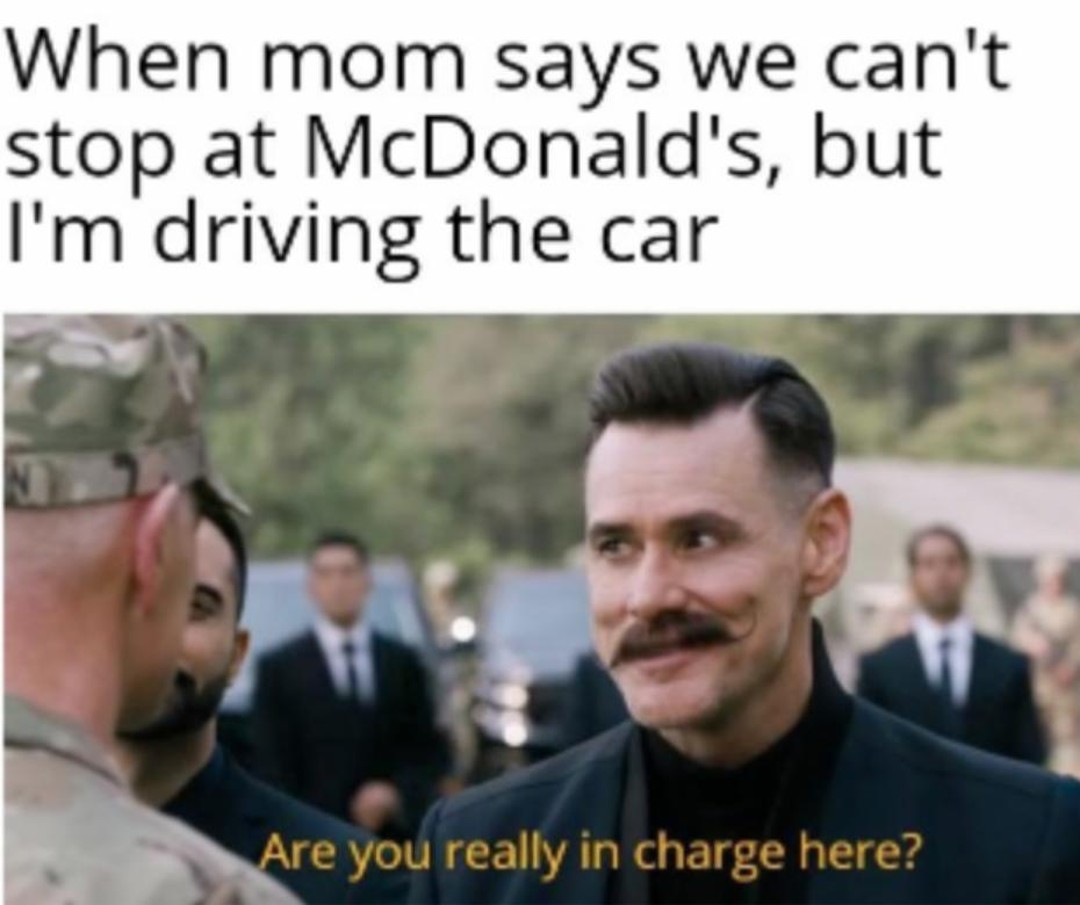 When mom says we can't
stop at McDonald's, but
I'm driving the car
Are you really in charge here?